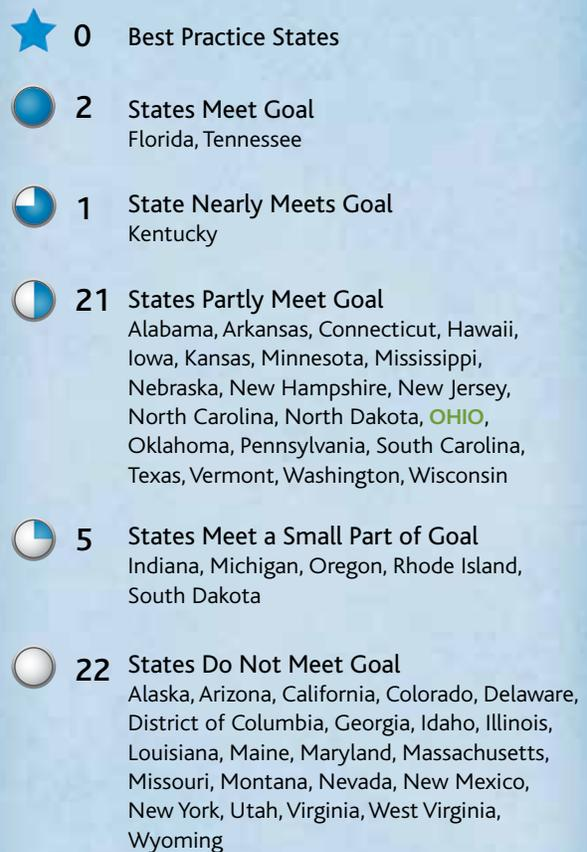 0 Best Practice States
2 States Meet Goal
Florida, Tennessee
1 State Nearly Meets Goal
Kentucky
21 States Partly Meet Goal
Alabama, Arkansas, Connecticut, Hawaii,
Iowa, Kansas, Minnesota, Mississippi,
Nebraska, New Hampshire, New Jersey,
North Carolina, North Dakota, OHIO,
Oklahoma, Pennsylvania, South Carolina,
Texas, Vermont, Washington, Wisconsin
5 States Meet a Small Part of Goal
Indiana, Michigan, Oregon, Rhode Island,
South Dakota
22 States Do Not Meet Goal
Alaska, Arizona, California, Colorado, Delaware,
District of Columbia, Georgia, Idaho, Illinois,
Louisiana, Maine, Maryland, Massachusetts,
Missouri, Montana, Nevada, New Mexico,
New York, Utah, Virginia, West Virginia,
Wyoming